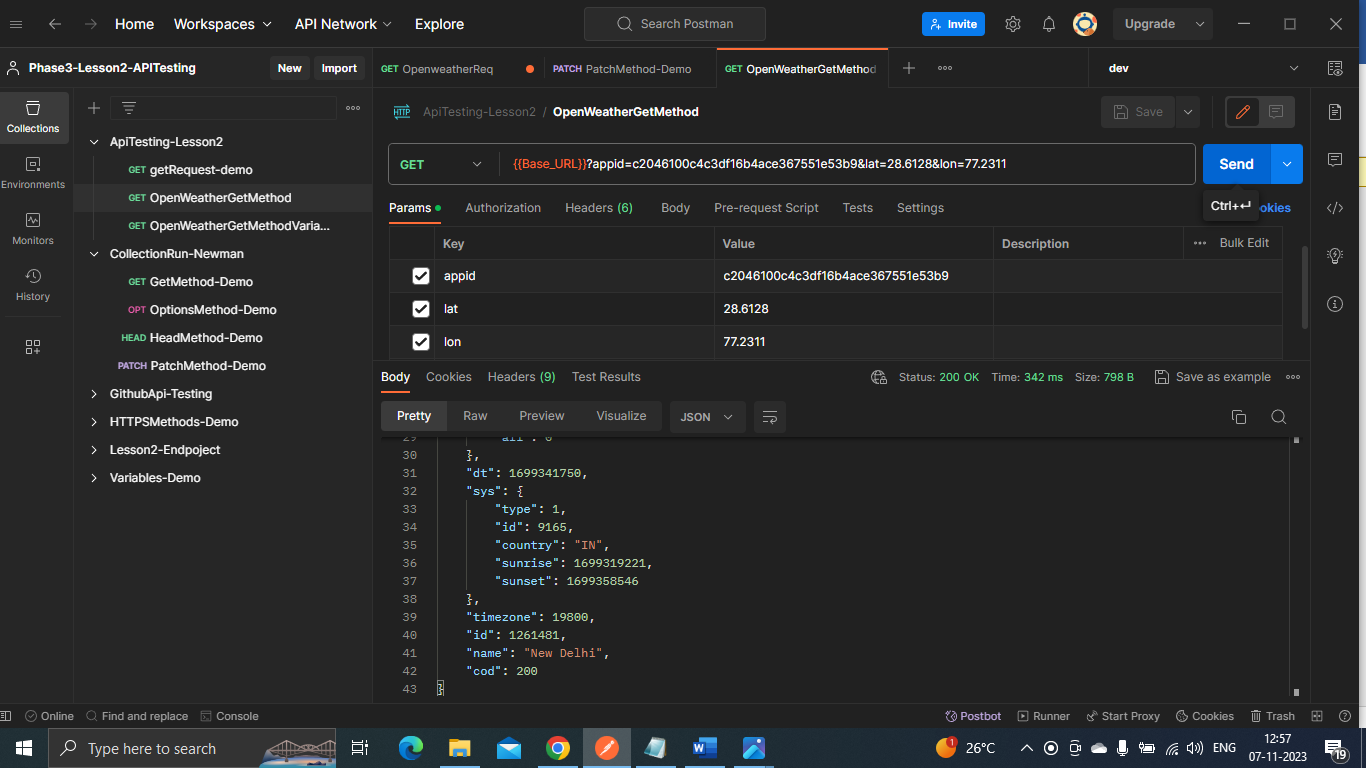 Home Workspaces API Network Explore Search Postman Invite Upgrade
Phase3-Lesson2-APITesting New Import
GET OpenweatherReq PATCH PatchMethod-Demo GET OpenWeatherGetMethod dev
Collections
Environments
Monitors
History
ApiTesting-Lesson2
GET getRequest-demo
GET OpenWeatherGetMethod
GET OpenWeatherGetMethodVaria...
CollectionRun-Newman
GET GetMethod-Demo
OPT OptionsMethod-Demo
HEAD HeadMethod-Demo
PATCH PatchMethod-Demo
GithubApi-Testing
HTTPSMethods-Demo
Lesson2-Endpoject
Variables-Demo
HTTP ApiTesting-Lesson2 / OpenWeatherGetMethod Save
GET {{Base_URL}}?appid=c2046100c4c3df16b4ace367551e53b9&lat=28.6128&lon=77.2311 Send
Ctrl+↵
Params Authorization Headers (6) Body Pre-request Script Tests Settings ookies
Key Value Description Bulk Edit
appid c2046100c4c3df16b4ace367551e53b9
lat 28.6128
lon 77.2311
Body Cookies Headers (9) Test Results Status: 200 OK Time: 342 ms Size: 798 B Save as example
Pretty Raw Preview Visualize JSON
29 "all": 0
30 },
31 "dt": 1699341750,
32 "sys": {
33 "type": 1,
34 "id": 9165,
35 "country": "IN",
36 "sunrise": 1699319221,
37 "sunset": 1699358546
38 },
39 "timezone": 19800,
40 "id": 1261481,
41 "name": "New Delhi",
42 "cod": 200
43 }
Online Find and replace Console Postbot Runner Start Proxy Cookies Trash
Type here to search 1 26°C ENG 12:57
07-11-2023 19